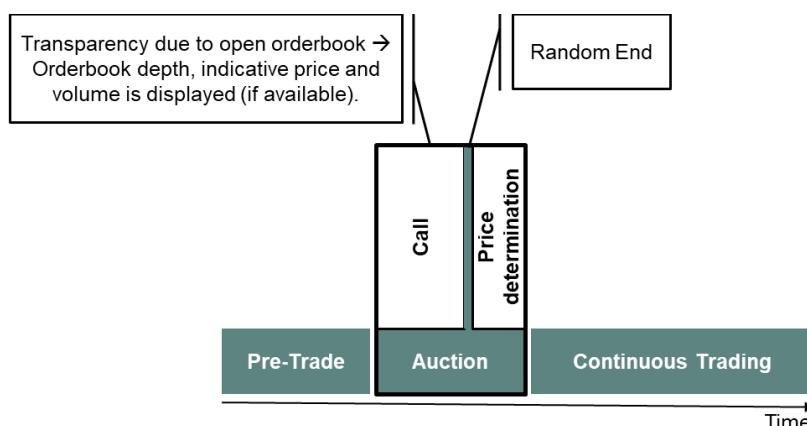 Transparency due to open orderbook →
Orderbook depth, indicative price and
volume is displayed (if available).
Random End
Call
Price
determination
Pre-Trade
Auction
Continuous Trading
Time